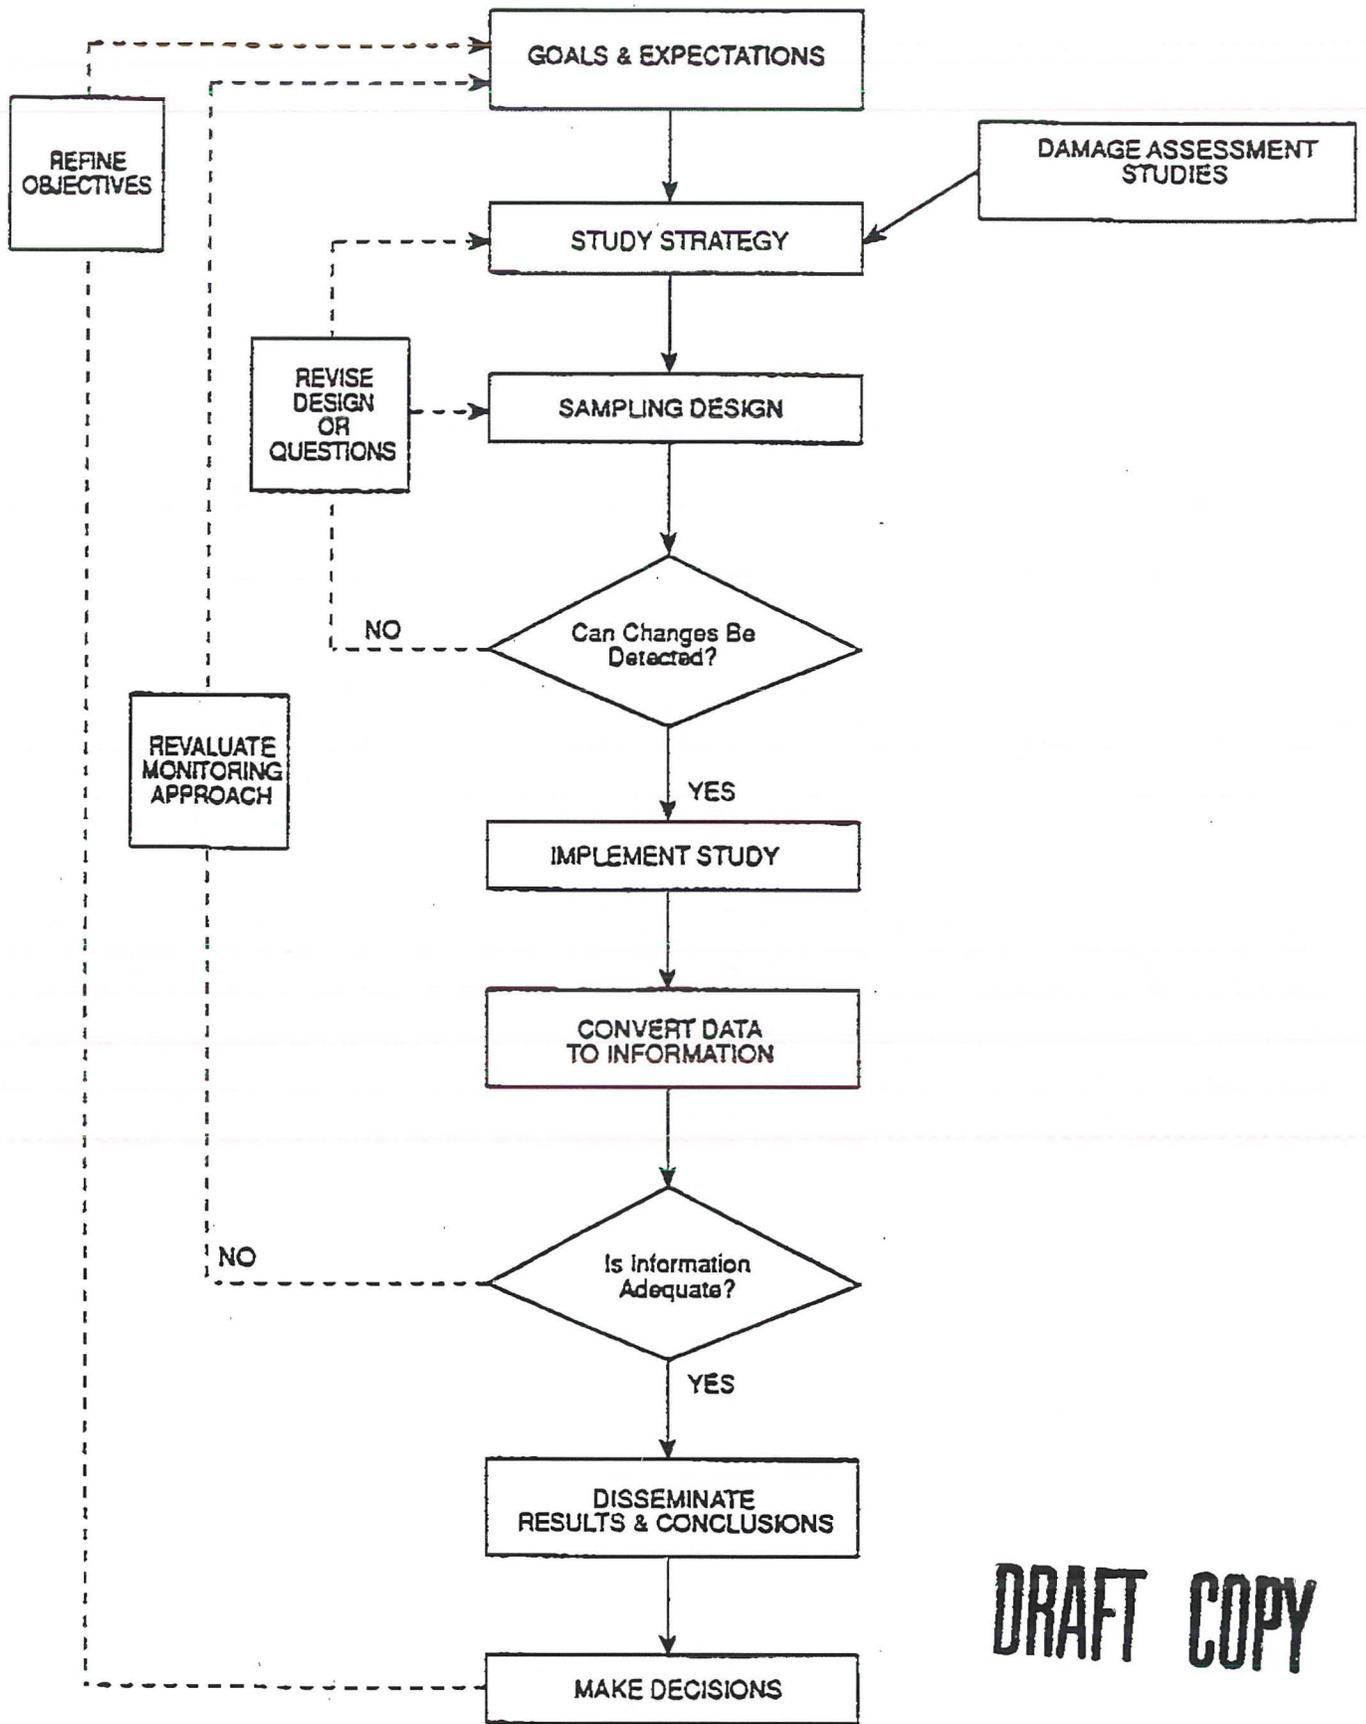 GOALS & EXPECTATIONS
REFINE
OBJECTIVES
DAMAGE ASSESSMENT
STUDIES
STUDY STRATEGY
REVISE
DESIGN
OR
QUESTIONS
SAMPLING DESIGN
NO
Can Changes Be
Detected?
REVALUATE
MONITORING
APPROACH
YES
IMPLEMENT STUDY
CONVERT DATA
TO INFORMATION
NO
Is Information
Adequate?
YES
DISSEMINATE
RESULTS & CONCLUSIONS
DRAFT COPY
MAKE DECISIONS